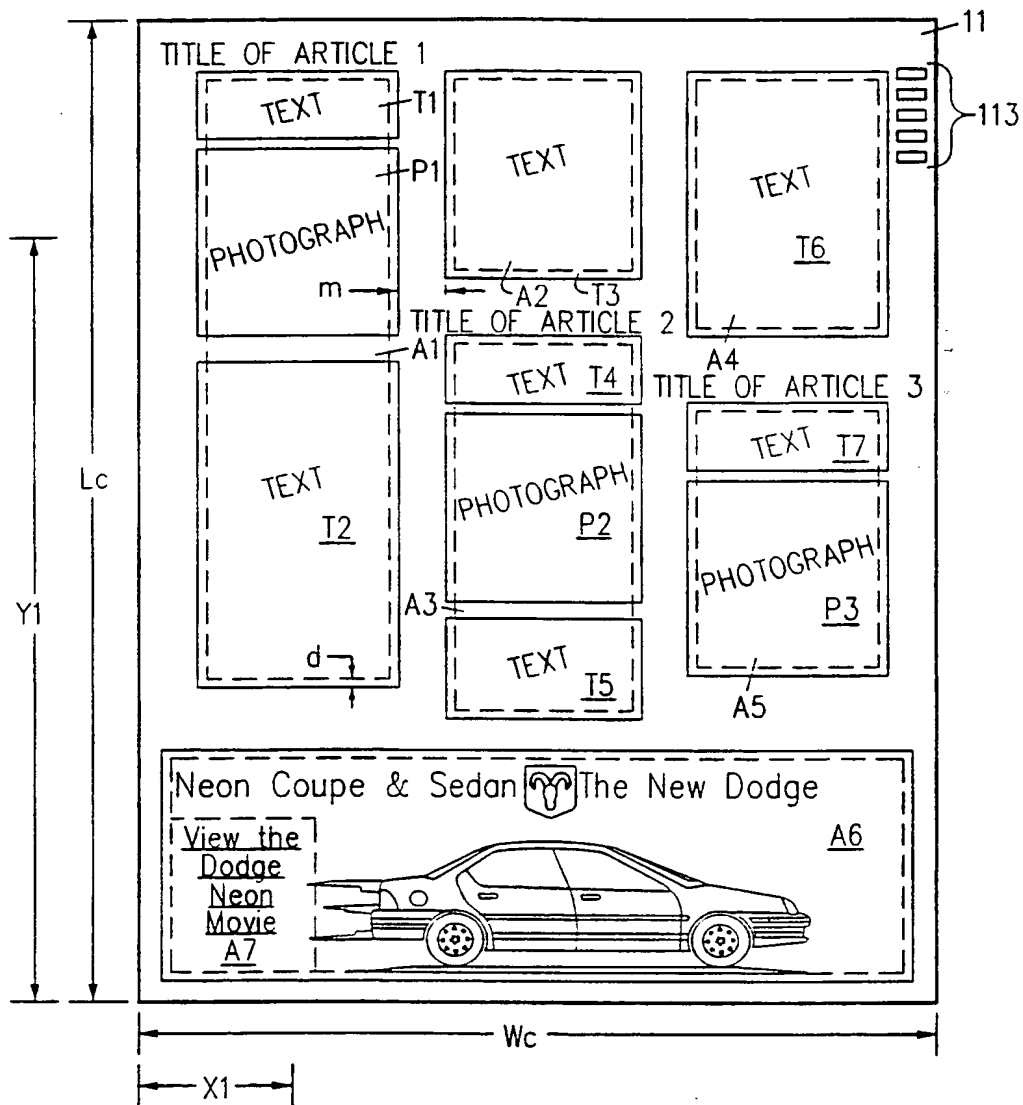 11
TITLE OF ARTICLE 1
TEXT
T1
P1
PHOTOGRAPH
m
A1
TEXT
T2
d
TEXT
A2
T3
TITLE OF ARTICLE 2
TEXT
T4
PHOTOGRAPH
P2
A3
TEXT
T5
TEXT
T6
A4
113
TITLE OF ARTICLE 3
TEXT
T7
PHOTOGRAPH
P3
A5
Lc
Y1
Neon Coupe & Sedan The New Dodge
A6
View the
Dodge
Neon
Movie
A7
Wc
X1